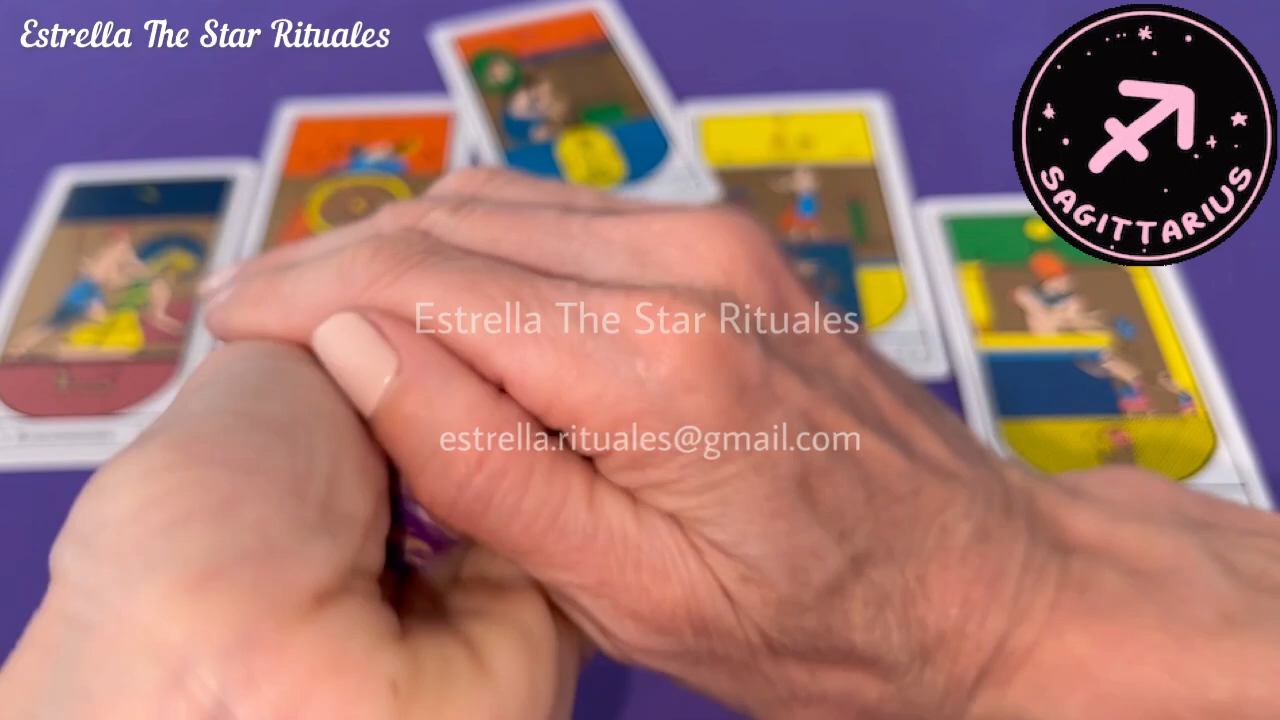 Estrella The Star Rituales
SAGITTARIUS
Estrella The Star Rituales
estrella.rituales@gmail.com